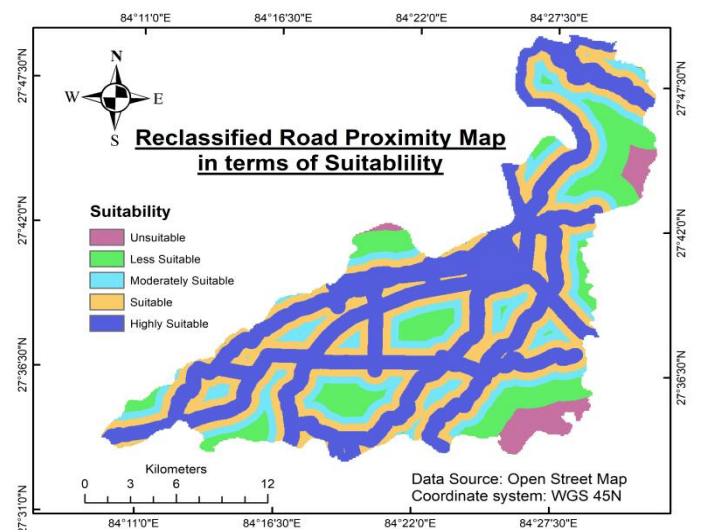 84°11'0"E 84°16'30"E 84°22'0"E 84°27'30"E
27°47'30"N
27°42'0"N
27°36'30"N
27°31'0"N
N
W E
S
Reclassified Road Proximity Map
in terms of Suitablility
Suitability
Unsuitable
Less Suitable
Moderately Suitable
Suitable
Highly Suitable
27°47'30"N
27°42'0"N
27°36'30"N
Kilometers
0 3 6 12
Data Source: Open Street Map
Coordinate system: WGS 45N
84°11'0"E 84°16'30"E 84°22'0"E 84°27'30"E